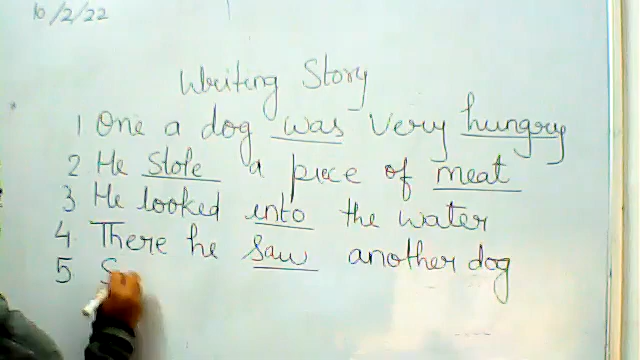 10/2/22
Writing Story
1 One a dog was very hungry
2 He stole a piece of meat
3 He looked into the water
4 There he saw another dog
5 S